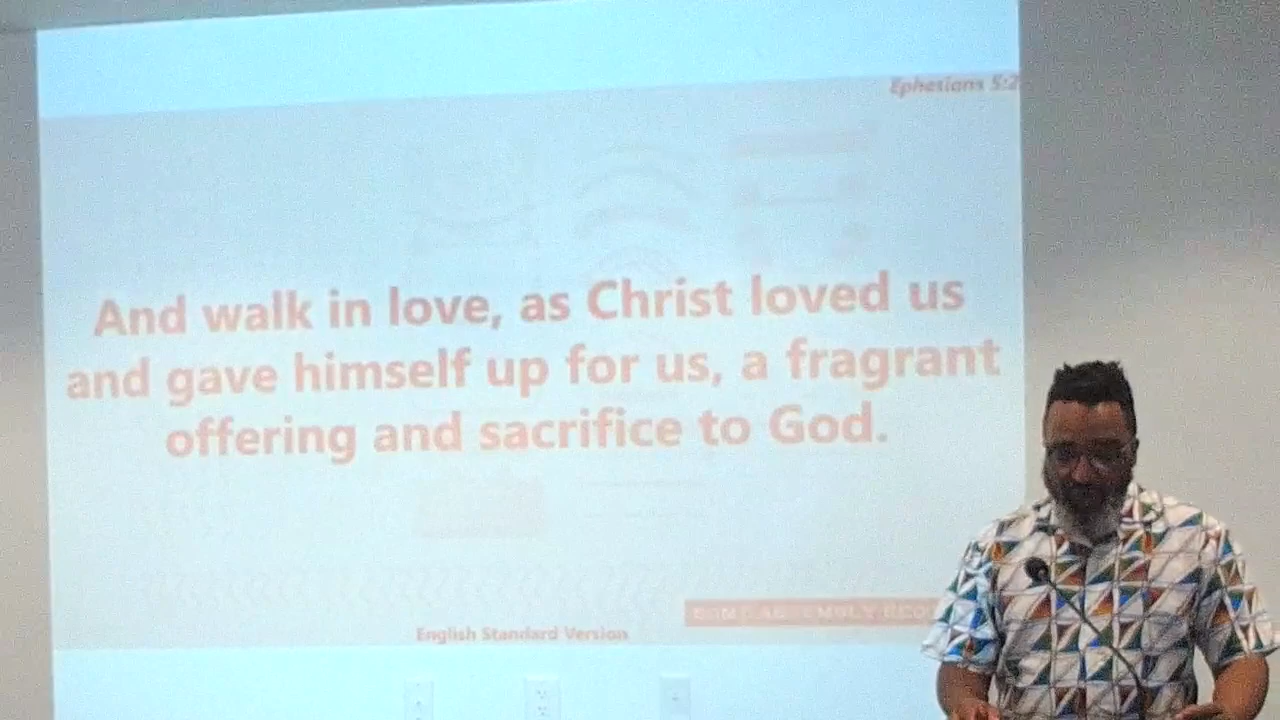 Ephesians 5:2
And walk in love, as Christ loved us
and gave himself up for us, a fragrant
offering and sacrifice to God.
English Standard Version